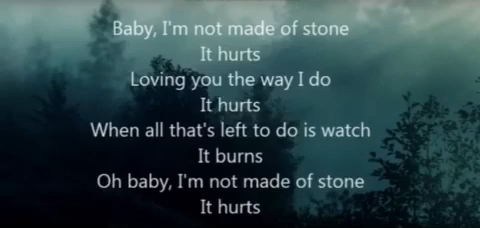 Baby, I'm not made of stone
It hurts
Loving you the way I do
It hurts
When all that's left to do is watch
It burns
Oh baby, I'm not made of stone
It hurts